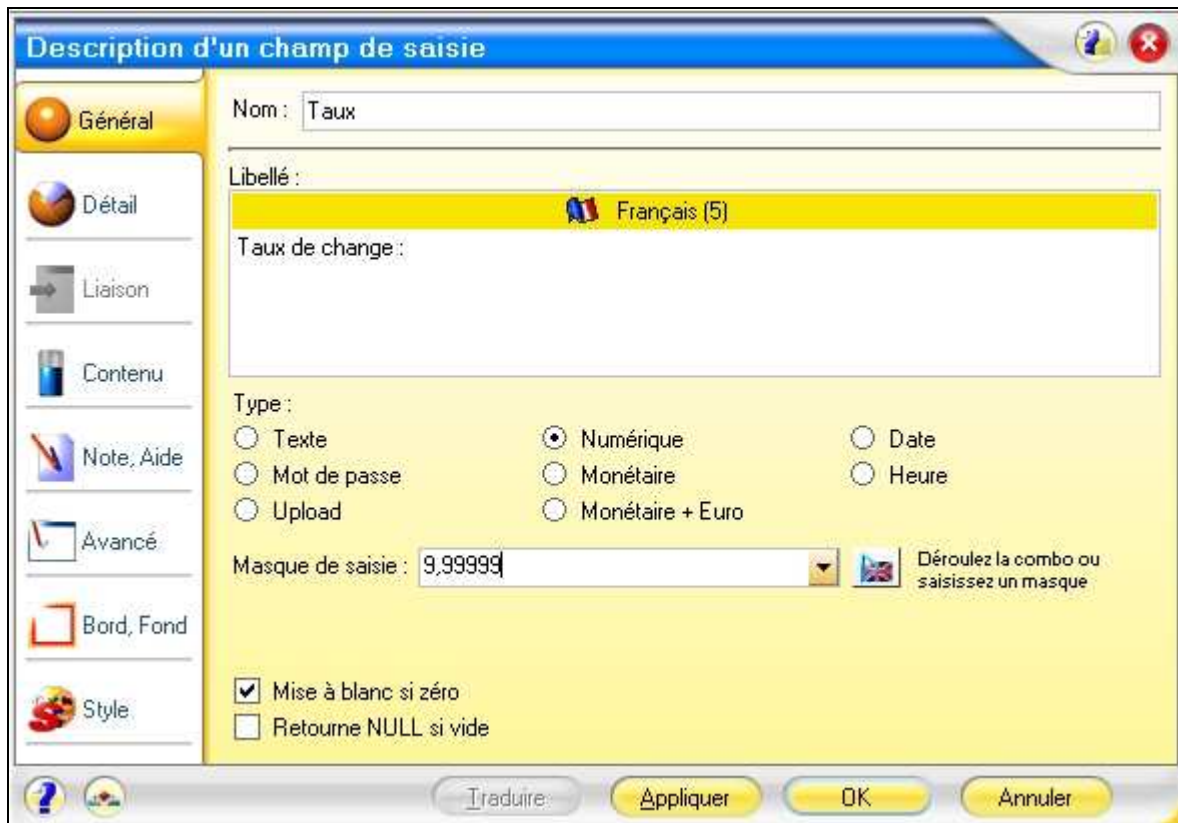 Description d'un champ de saisie
Général
Détail
Liaison
Contenu
Note, Aide
Avancé
Bord, Fond
Style
Nom : Taux
Libellé :
Français (5)
Taux de change :
Type :
Texte Numérique Date
Mot de passe Monétaire Heure
Upload Monétaire + Euro
Masque de saisie : 9,99999 Déroulez la combo ou
saisissez un masque
Mise à blanc si zéro
Retourne NULL si vide
Traduire Appliquer OK Annuler